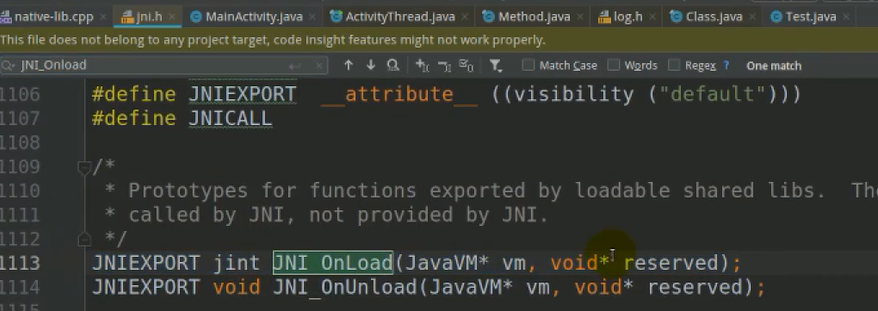 native-lib.cpp jni.h MainActivity.java ActivityThread.java Method.java log.h Class.java Test.java
This file does not belong to any project target, code insight features might not work properly.
JNI_Onload Match Case Words Regex ? One match
1106 #define JNIEXPORT __attribute__ ((visibility ("default")))
1107 #define JNICALL
1108
1109 /*
1110 * Prototypes for functions exported by loadable shared libs.
1111 * called by JNI, not provided by JNI.
1112 */
1113 JNIEXPORT jint JNI_OnLoad(JavaVM* vm, void* reserved);
1114 JNIEXPORT void JNI_OnUnload(JavaVM* vm, void* reserved);